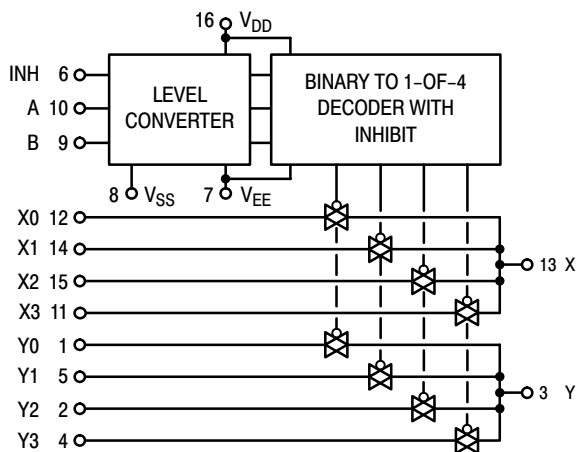 16 VDD
INH 6
A 10
B 9
LEVEL
CONVERTER
BINARY TO 1-OF-4
DECODER WITH
INHIBIT
8 VSS
7 VEE
X0 12
X1 14
X2 15
X3 11
13 X
Y0 1
Y1 5
Y2 2
Y3 4
3 Y